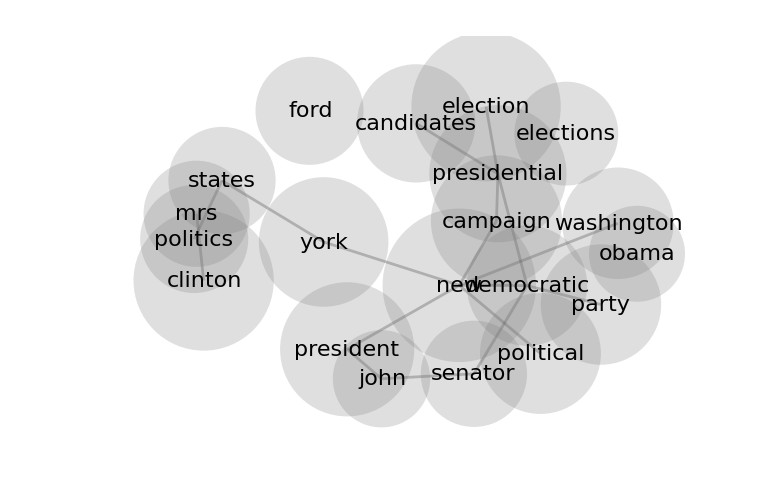 election
ford
candidates
elections
presidential
states
mrs
campaign
washington
politics
york
obama
clinton
new
democratic
party
president
political
senator
john